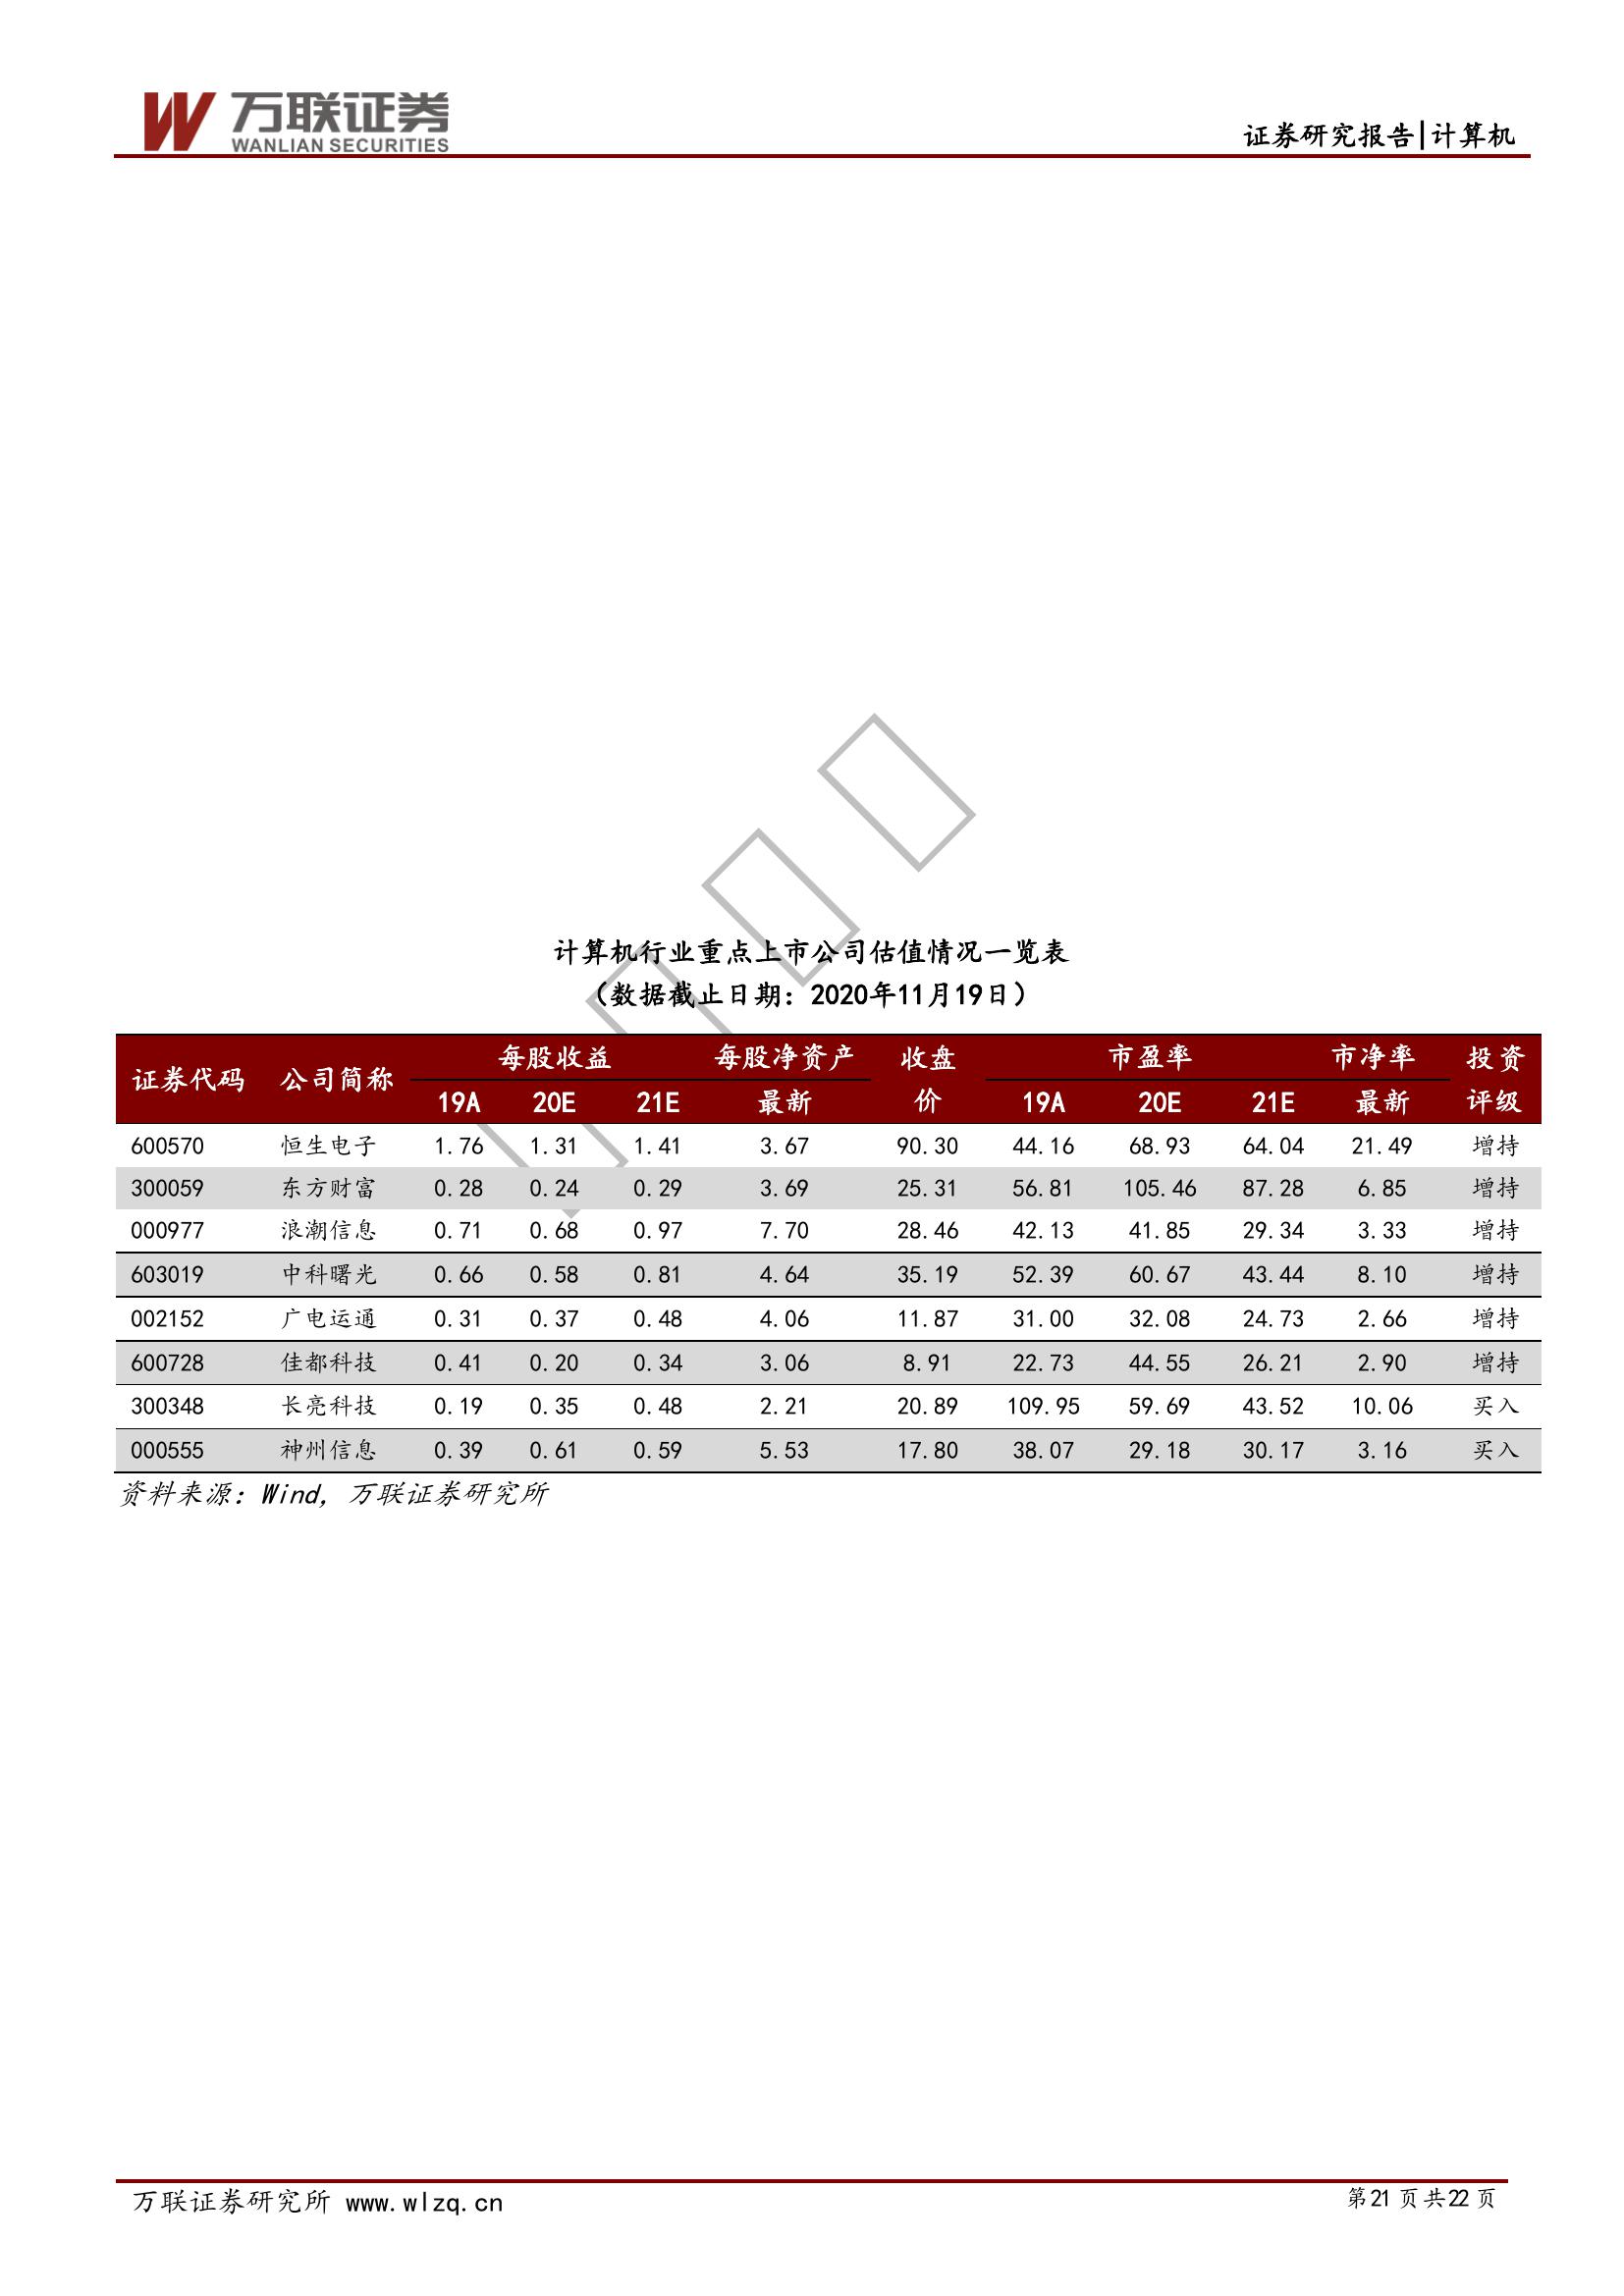 万联证券
WANLIAN SECURITIES
证券研究报告|计算机
计算机行业重点上市公司估值情况一览表
（数据截止日期：2020年11月19日）
证券代码 公司简称 每股收益 每股净资产 收盘价 市盈率 市净率 投资评级
19A 20E 21E 最新 19A 20E 21E 最新
600570 恒生电子 1.76 1.31 1.41 3.67 90.30 44.16 68.93 64.04 21.49 增持
300059 东方财富 0.28 0.24 0.29 3.69 25.31 56.81 105.46 87.28 6.85 增持
000977 浪潮信息 0.71 0.68 0.97 7.70 28.46 42.13 41.85 29.34 3.33 增持
603019 中科曙光 0.66 0.58 0.81 4.64 35.19 52.39 60.67 43.44 8.10 增持
002152 广电运通 0.31 0.37 0.48 4.06 11.87 31.00 32.08 24.73 2.66 增持
600728 佳都科技 0.41 0.20 0.34 3.06 8.91 22.73 44.55 26.21 2.90 增持
300348 长亮科技 0.19 0.35 0.48 2.21 20.89 109.95 59.69 43.52 10.06 买入
000555 神州信息 0.39 0.61 0.59 5.53 17.80 38.07 29.18 30.17 3.16 买入
资料来源：Wind，万联证券研究所
万联证券研究所 www.wlzq.cn
第21 页 共22 页